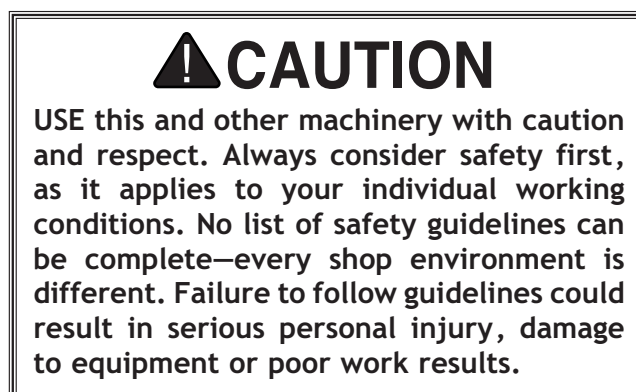 CAUTION
USE this and other machinery with caution
and respect. Always consider safety first,
as it applies to your individual working
conditions. No list of safety guidelines can
be complete—every shop environment is
different. Failure to follow guidelines could
result in serious personal injury, damage
to equipment or poor work results.